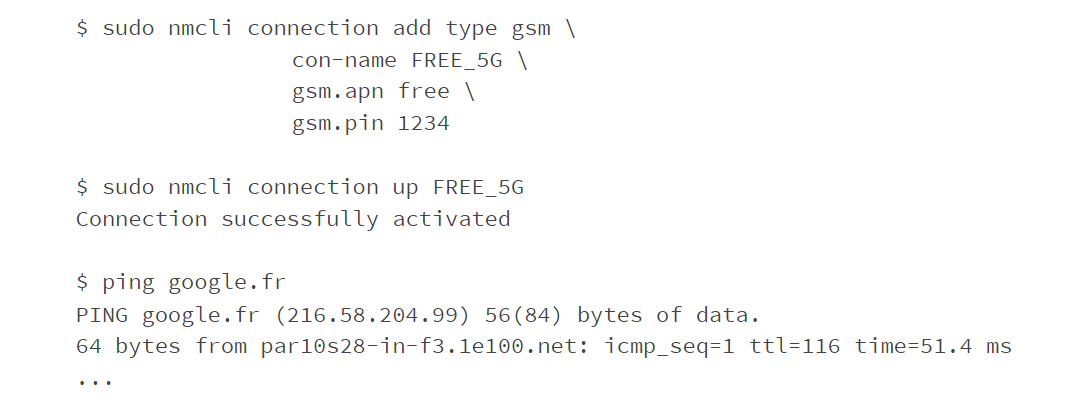 $ sudo nmcli connection add type gsm \
con-name FREE_5G \
gsm.apn free \
gsm.pin 1234
$ sudo nmcli connection up FREE_5G
Connection successfully activated
$ ping google.fr
PING google.fr (216.58.204.99) 56(84) bytes of data.
64 bytes from par10s28-in-f3.1e100.net: icmp_seq=1 ttl=116 time=51.4 ms
...